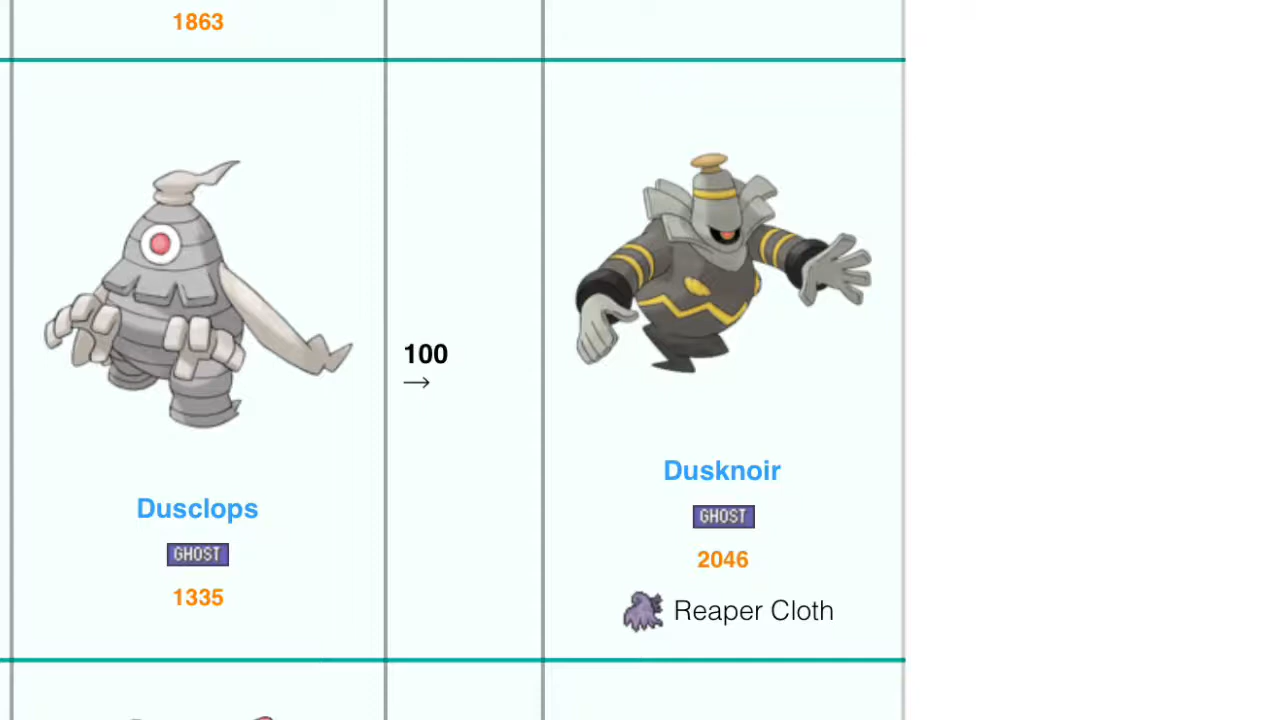 1863
100
→
Dusclops
GHOST
1335
Dusknoir
GHOST
2046
Reaper Cloth